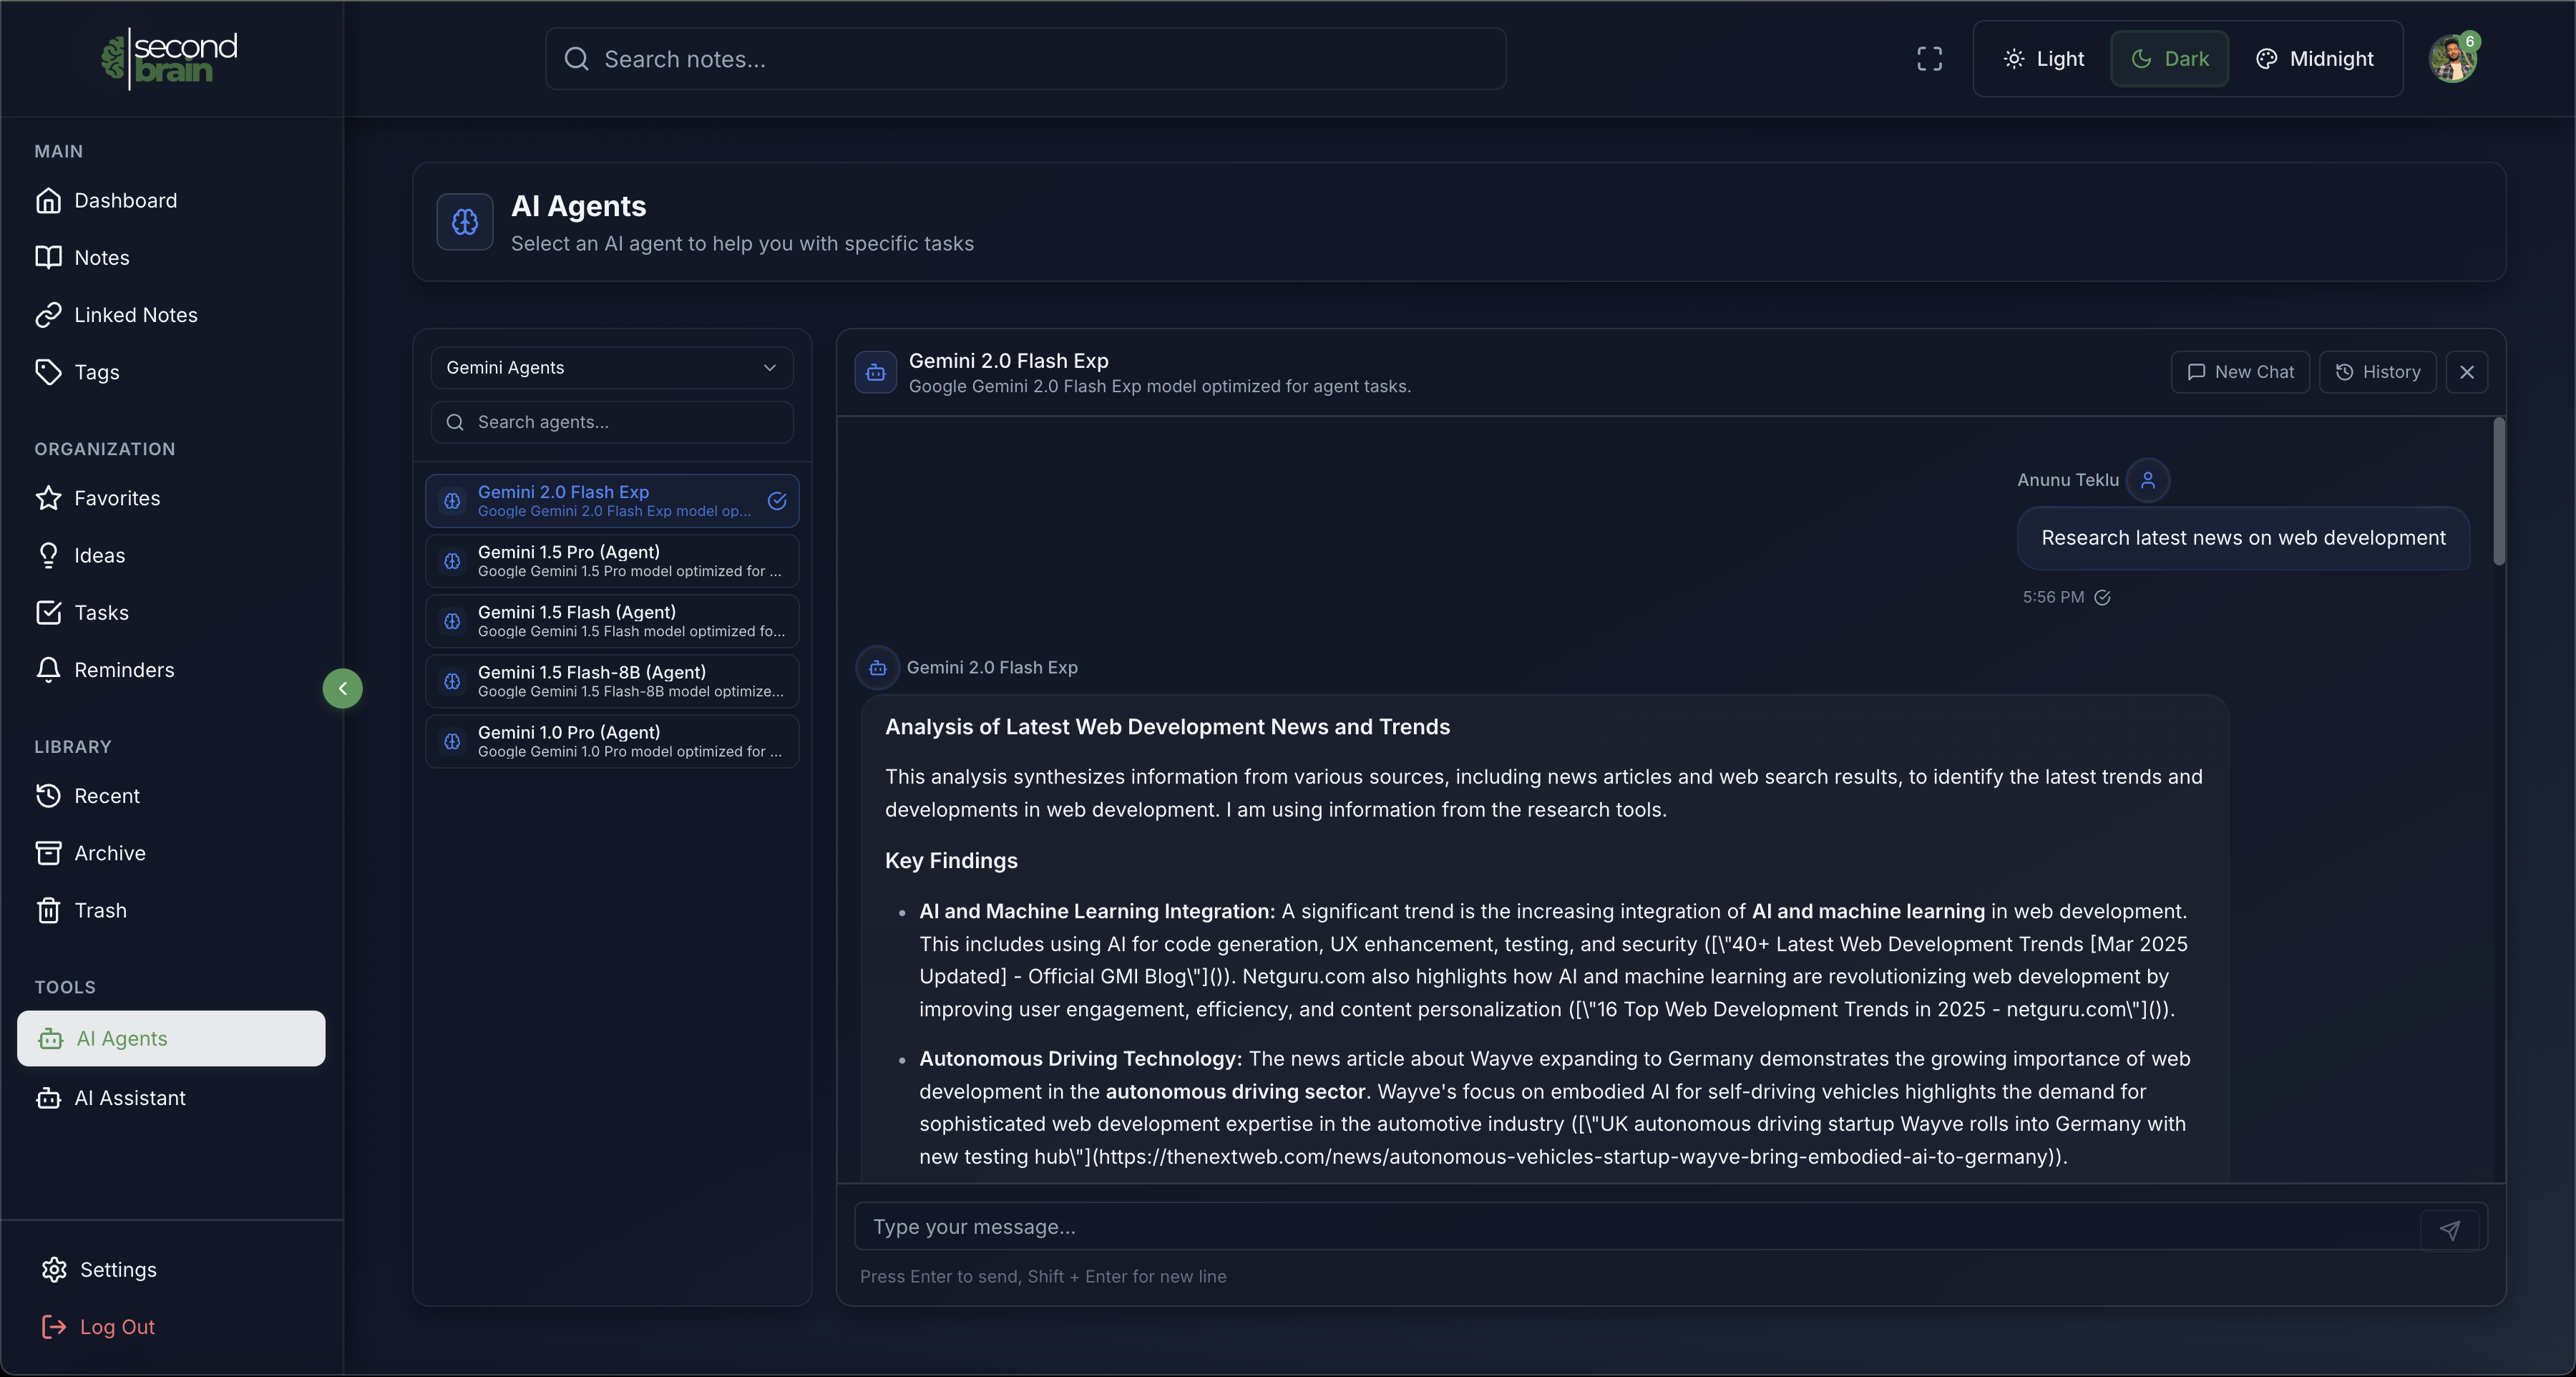 second
brain
Search notes...
Light
Dark
Midnight
6
MAIN
Dashboard
Notes
Linked Notes
Tags
ORGANIZATION
Favorites
Ideas
Tasks
Reminders
LIBRARY
Recent
Archive
Trash
TOOLS
AI Agents
AI Assistant
Settings
Log Out
AI Agents
Select an AI agent to help you with specific tasks
Gemini Agents
Search agents...
Gemini 2.0 Flash Exp
Google Gemini 2.0 Flash Exp model op...
Gemini 1.5 Pro (Agent)
Google Gemini 1.5 Pro model optimized for ...
Gemini 1.5 Flash (Agent)
Google Gemini 1.5 Flash model optimized fo...
Gemini 1.5 Flash-8B (Agent)
Google Gemini 1.5 Flash-8B model optimize...
Gemini 1.0 Pro (Agent)
Google Gemini 1.0 Pro model optimized for ...
Gemini 2.0 Flash Exp
Google Gemini 2.0 Flash Exp model optimized for agent tasks.
New Chat
History
Anunu Teklu
Research latest news on web development
5:56 PM
Gemini 2.0 Flash Exp
Analysis of Latest Web Development News and Trends
This analysis synthesizes information from various sources, including news articles and web search results, to identify the latest trends and
developments in web development. I am using information from the research tools.
Key Findings
• AI and Machine Learning Integration: A significant trend is the increasing integration of AI and machine learning in web development.
This includes using AI for code generation, UX enhancement, testing, and security ([\"40+ Latest Web Development Trends [Mar 2025
Updated] - Official GMI Blog\"]()). Netguru.com also highlights how AI and machine learning are revolutionizing web development by
improving user engagement, efficiency, and content personalization ([\"16 Top Web Development Trends in 2025 - netguru.com\"]()).
• Autonomous Driving Technology: The news article about Wayve expanding to Germany demonstrates the growing importance of web
development in the autonomous driving sector. Wayve's focus on embodied AI for self-driving vehicles highlights the demand for
sophisticated web development expertise in the automotive industry ([\"UK autonomous driving startup Wayve rolls into Germany with
new testing hub\"](https://thenextweb.com/news/autonomous-vehicles-startup-wayve-bring-embodied-ai-to-germany)).
Type your message...
Press Enter to send, Shift + Enter for new line